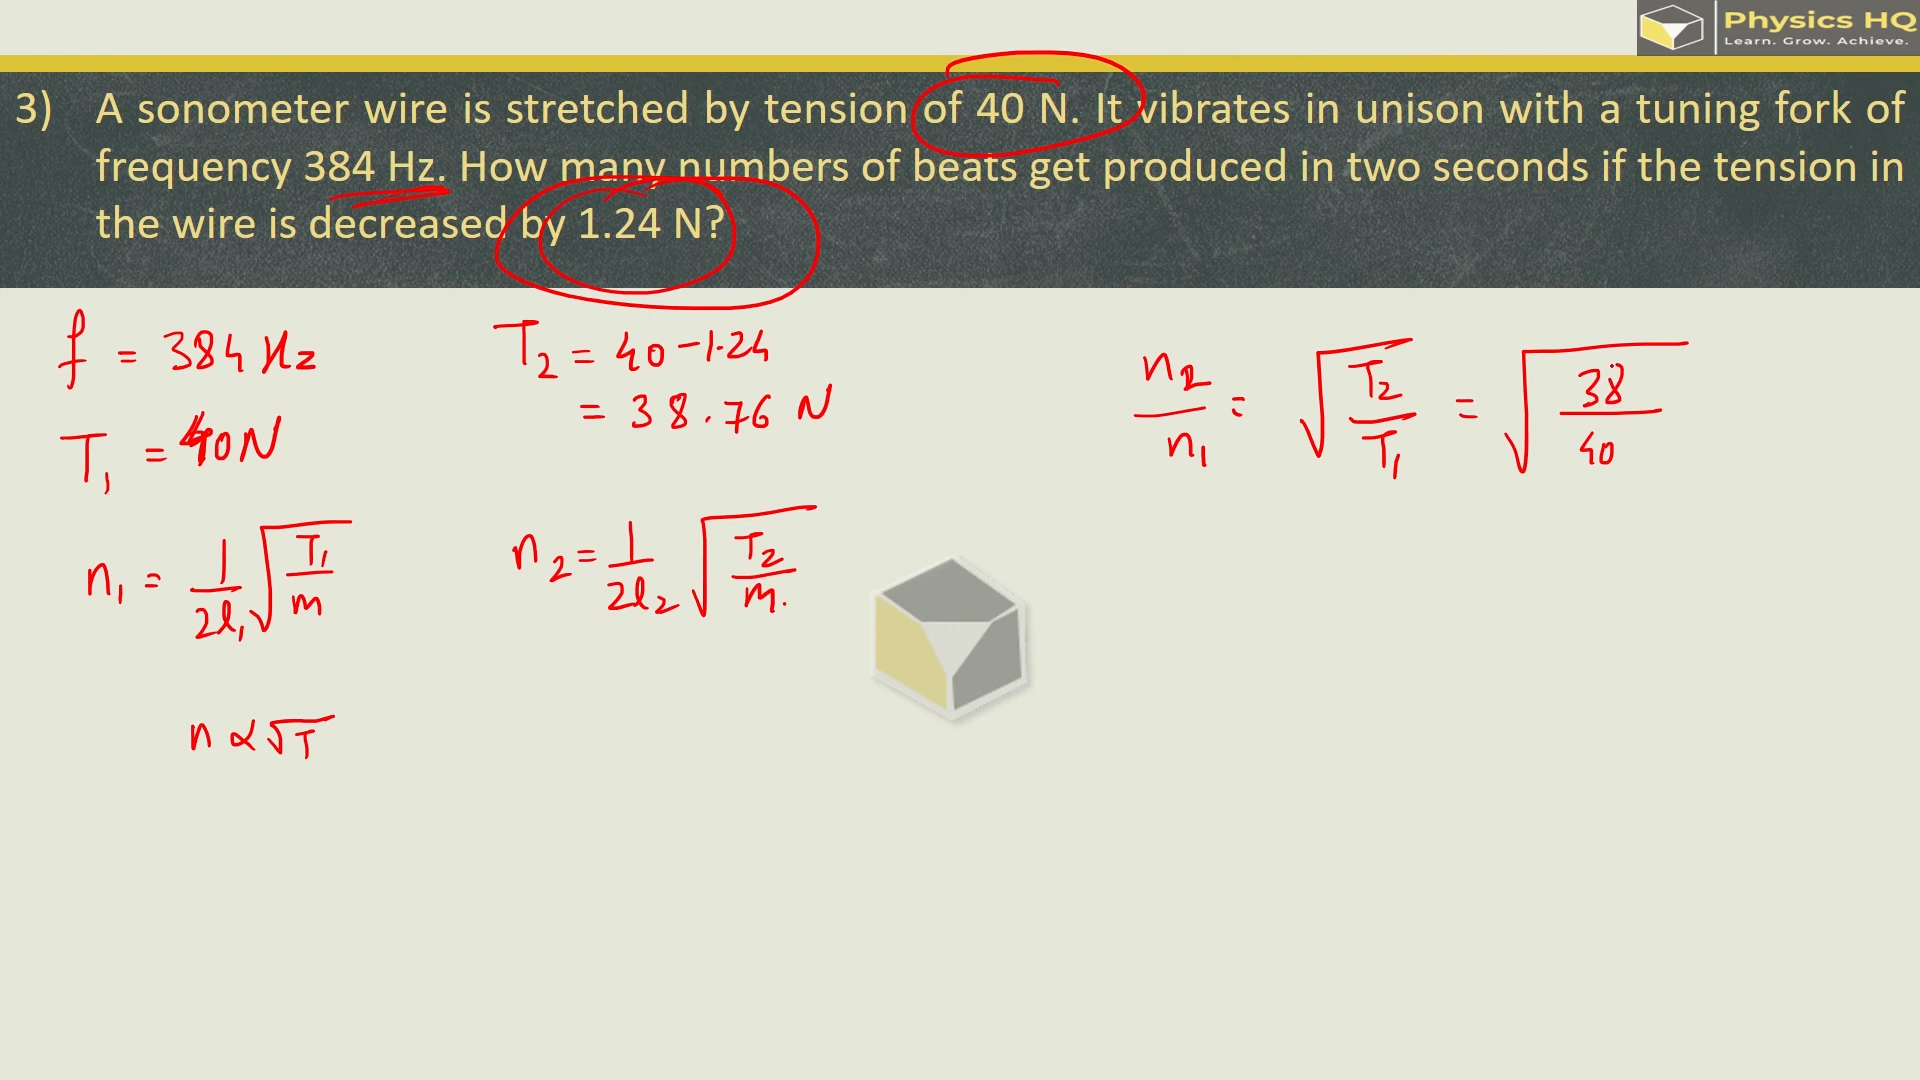 Physics HQ
Learn. Grow. Achieve.
3) A sonometer wire is stretched by tension of 40 N. It vibrates in unison with a tuning fork of
frequency 384 Hz. How many numbers of beats get produced in two seconds if the tension in
the wire is decreased by 1.24 N?
f = 384 Hz
T₁ = 40 N
n₁ = 1/2l₁ √T₁/m
n ∝ √T
T₂ = 40 - 1.24
= 38.76 N
n₂ = 1/2l₂ √T₂/m.
n₂/n₁ = √T₂/T₁ = √38/40